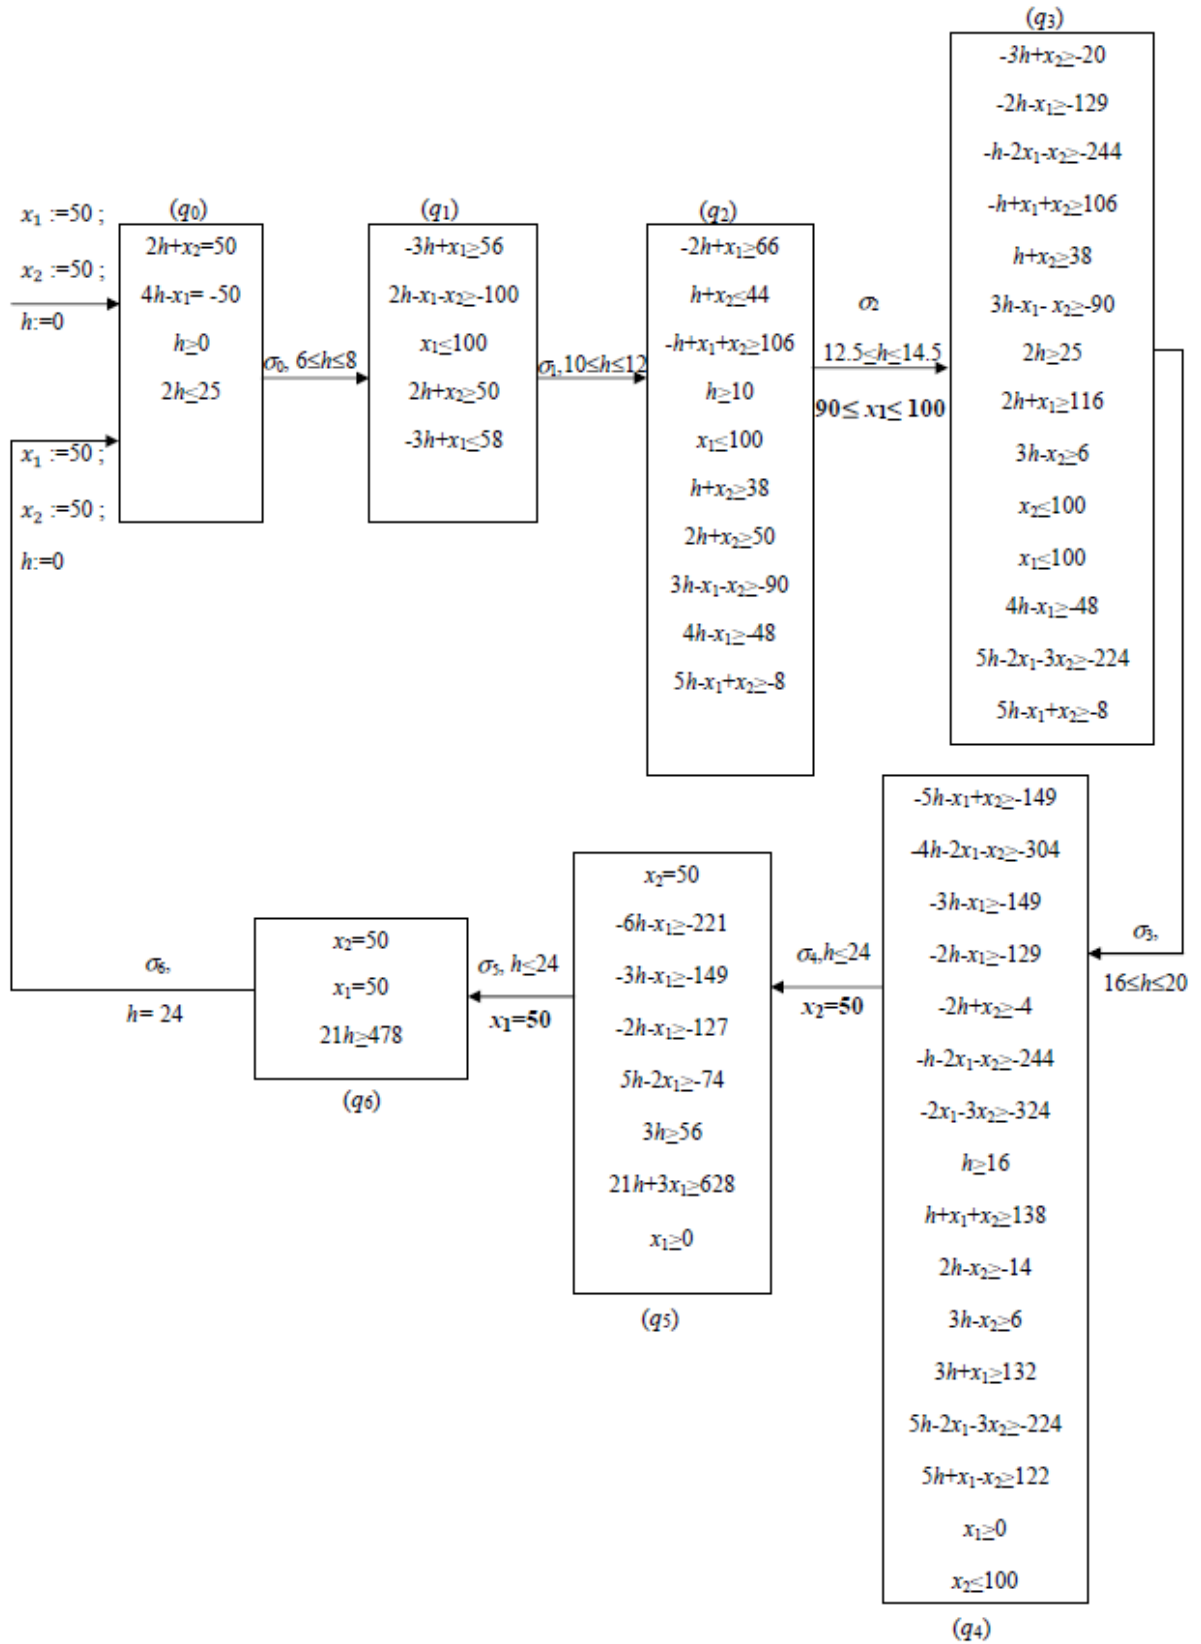 (q3)
-3h+x2≥-20
-2h-x1≥-129
-h-2x1-x2≥-244
-h+x1+x2≥106
h+x2≥38
3h-x1- x2≥-90
2h≥25
2h+x1≥116
3h-x2≥6
x2≤100
x1≤100
4h-x1≥-48
5h-2x1-3x2≥-224
5h-x1+x2≥-8
x1 :=50 ;
x2 :=50 ;
h:=0
(q0)
2h+x2=50
4h-x1= -50
h≥0
2h≤25
σ0, 6≤h≤8
(q1)
-3h+x1≥56
2h-x1-x2≥-100
x1≤100
2h+x2≥50
-3h+x1≤58
σ1,10≤h≤12
(q2)
-2h+x1≥66
h+x2≤44
-h+x1+x2≥106
h≥10
x1≤100
h+x2≥38
2h+x2≥50
3h-x1-x2≥-90
4h-x1≥-48
5h-x1+x2≥-8
σ2
12.5≤h≤14.5
90≤ x1≤ 100
x1 :=50 ;
x2 :=50 ;
h:=0
σ3,
16≤h≤20
-5h-x1+x2≥-149
-4h-2x1-x2≥-304
-3h-x1≥-149
-2h-x1≥-129
-2h+x2≥-4
-h-2x1-x2≥-244
-2x1-3x2≥-324
h≥16
h+x1+x2≥138
2h-x2≥-14
3h-x2≥6
3h+x1≥132
5h-2x1-3x2≥-224
5h+x1-x2≥122
x1≥0
x2≤100
(q4)
σ4,h≤24
x2=50
x2=50
-6h-x1≥-221
-3h-x1≥-149
-2h-x1≥-127
5h-2x1≥-74
3h≥56
21h+3x1≥628
x1≥0
(q5)
σ5, h≤24
x1=50
x2=50
x1=50
21h≥478
(q6)
σ6,
h= 24